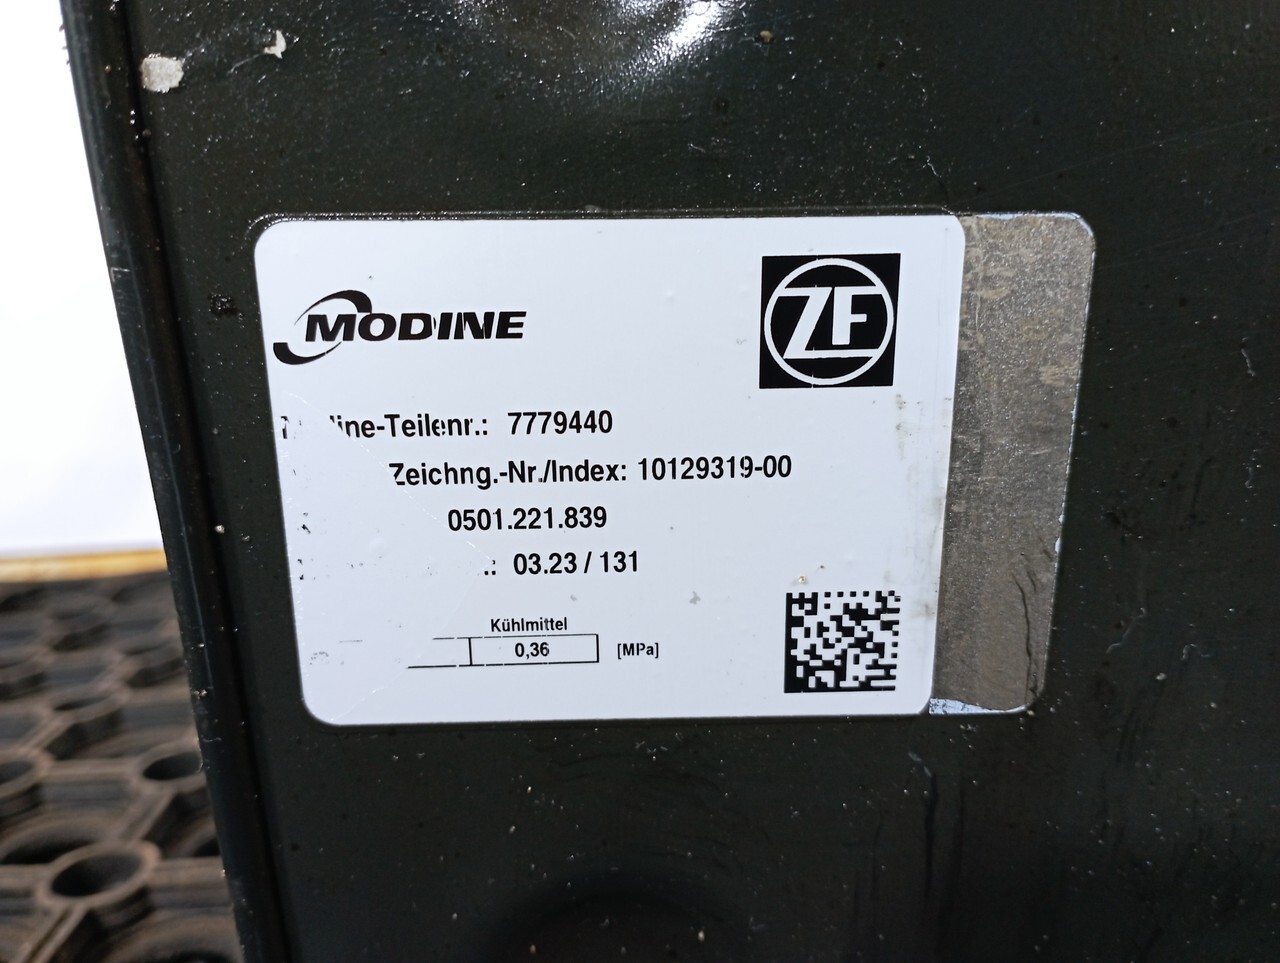 MODINE
ZF
ine-Teilenr.: 7779440
Zeichng.-Nr./Index: 10129319-00
0501.221.839
.: 03.23 / 131
Kühlmittel
0,36 [MPa]